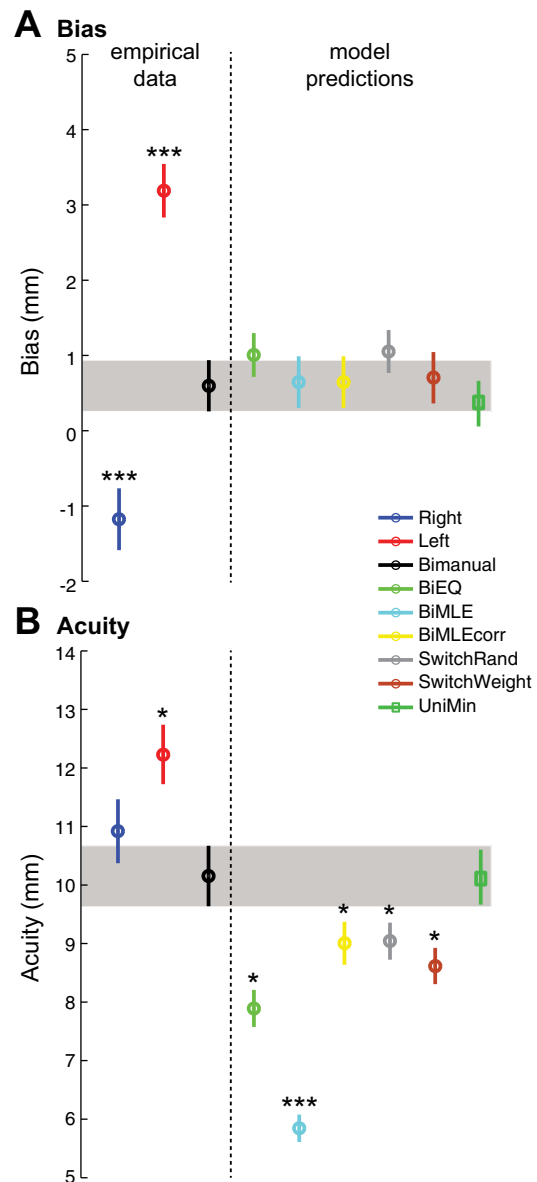 A Bias
empirical data
model predictions
5
4
3
2
1
0
-1
-2
Bias (mm)
***
***
Right
Left
Bimanual
BiEQ
BiMLE
BiMLEcorr
SwitchRand
SwitchWeight
UniMin
B Acuity
14
13
12
11
10
9
8
7
6
5
Acuity (mm)
*
*
***
*
*
*